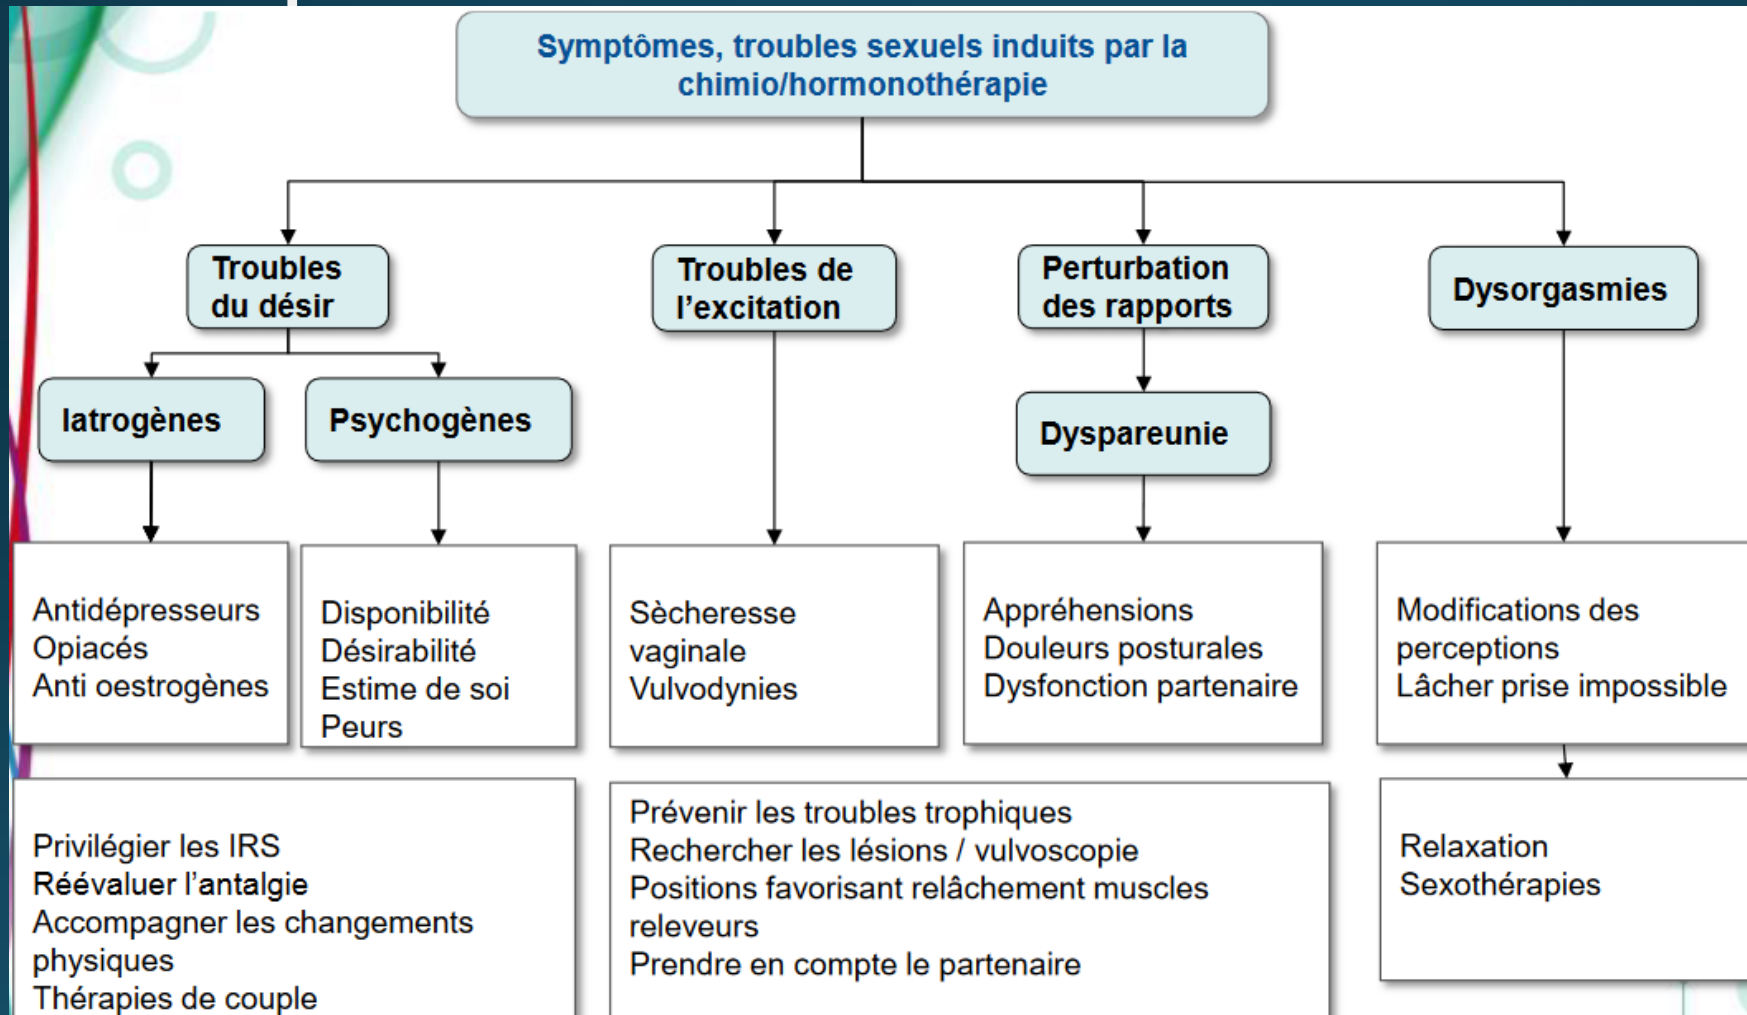 Symptômes, troubles sexuels induits par la
chimio/hormonothérapie
Troubles
du désir
Troubles de
l'excitation
Perturbation
des rapports
Dysorgasmies
Iatrogènes
Psychogènes
Dyspareunie
Antidépresseurs
Opiacés
Anti oestrogènes
Disponibilité
Désirabilité
Estime de soi
Peurs
Sècheresse
vaginale
Vulvodynies
Appréhensions
Douleurs posturales
Dysfonction partenaire
Modifications des
perceptions
Lâcher prise impossible
Privilégier les IRS
Réévaluer l'antalgie
Accompagner les changements
physiques
Thérapies de couple
Prévenir les troubles trophiques
Rechercher les lésions / vulvoscopie
Positions favorisant relâchement muscles
releveurs
Prendre en compte le partenaire
Relaxation
Sexothérapies